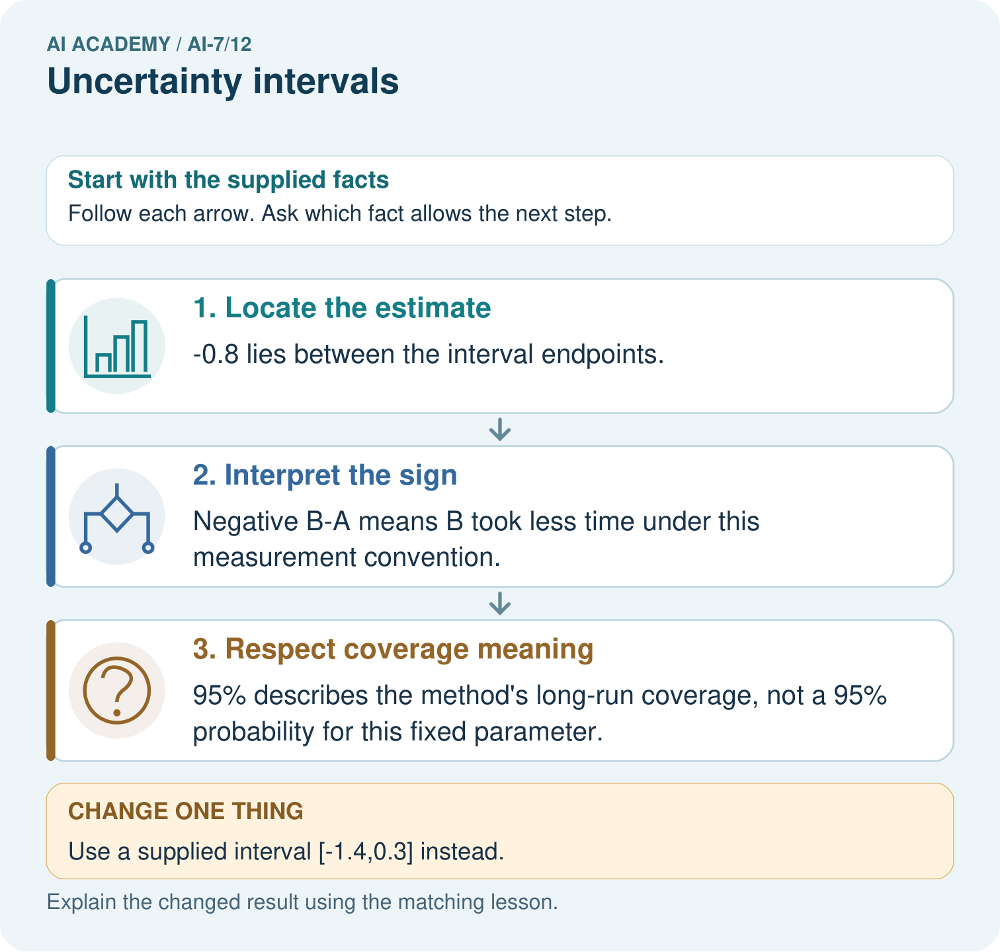 AI ACADEMY / AI-7/12
Uncertainty intervals
Start with the supplied facts
Follow each arrow. Ask which fact allows the next step.
1. Locate the estimate
-0.8 lies between the interval endpoints.
2. Interpret the sign
Negative B-A means B took less time under this
measurement convention.
3. Respect coverage meaning
95% describes the method's long-run coverage, not a 95%
probability for this fixed parameter.
CHANGE ONE THING
Use a supplied interval [-1.4,0.3] instead.
Explain the changed result using the matching lesson.